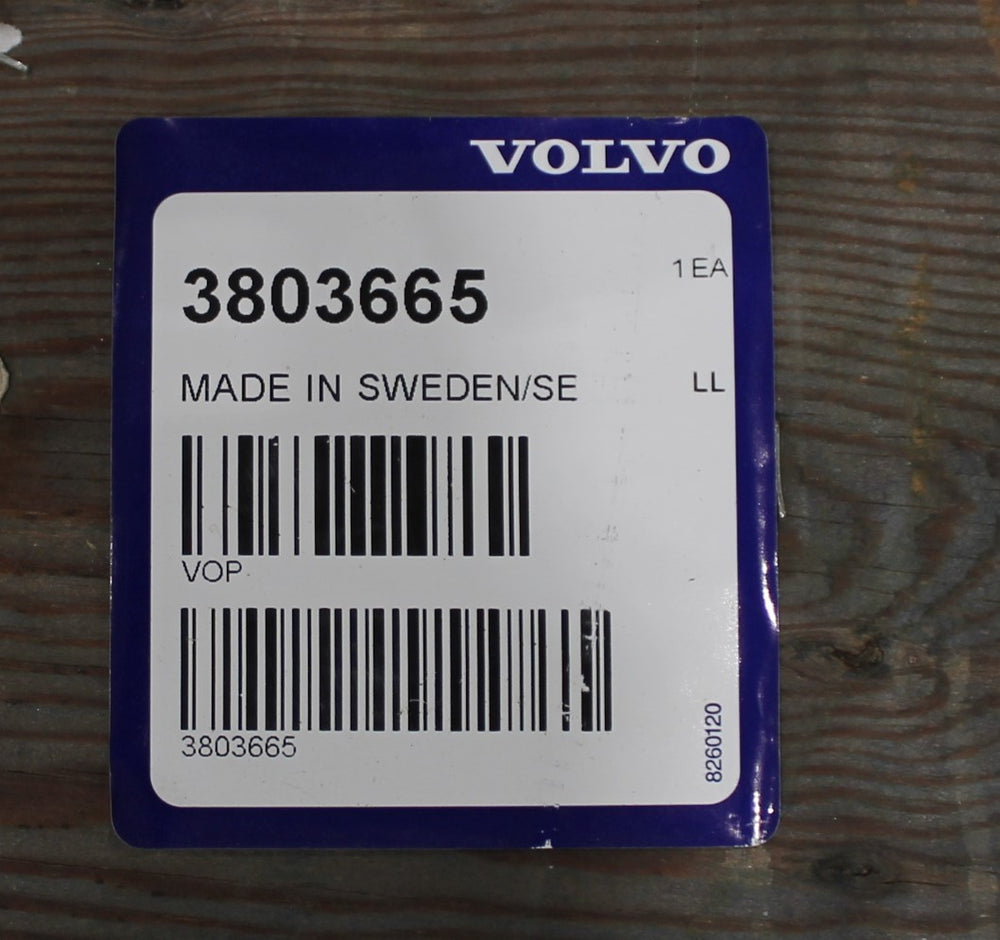 VOLVO
3803665
1 EA
MADE IN SWEDEN/SE
LL
VOP
3803665
8260120